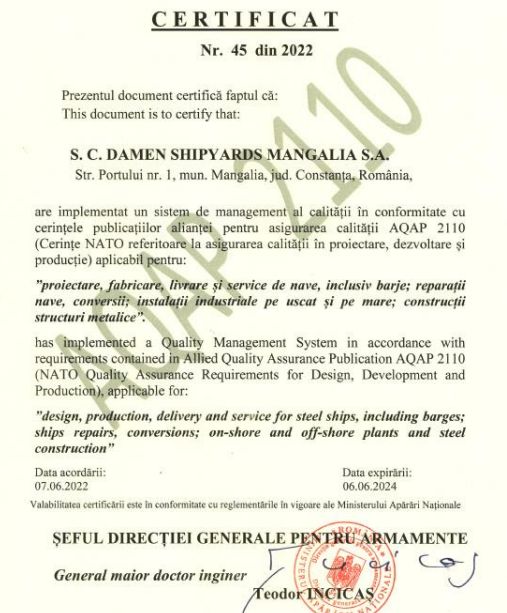 CERTIFICAT
Nr. 45 din 2022
Prezentul document certifică faptul că:
This document is to certify that:
S. C. DAMEN SHIPYARDS MANGALIA S.A.
Str. Portului nr. 1, mun. Mangalia, jud. Constanța, România,
are implementat un sistem de management al calității în conformitate cu
cerințele publicațiilor alianței pentru asigurarea calității AQAP 2110
(Cerințe NATO referitoare la asigurarea calității în proiectare, dezvoltare și
producție) aplicabil pentru:
"proiectare, fabricare, livrare și service de nave, inclusiv barje; reparații
nave, conversii; instalații industriale pe uscat și pe mare; construcții
structuri metalice".
has implemented a Quality Management System in accordance with
requirements contained in Allied Quality Assurance Publication AQAP 2110
(NATO Quality Assurance Requirements for Design, Development and
Production), applicable for:
"design, production, delivery and service for steel ships, including barges;
ships repairs, conversions; on-shore and off-shore plants and steel
construction"
Data acordării:
Data expirării:
07.06.2022
06.06.2024
Valabilitatea certificării este în conformitate cu reglementările în vigoare ale Ministerului Apărări Naționale
ȘEFUL DIRECȚIEI GENERALE PENTRU ARMAMENTE
General maior doctor inginer
Teodor INCICAȘ
AQAP 2110
ROMÂNIA